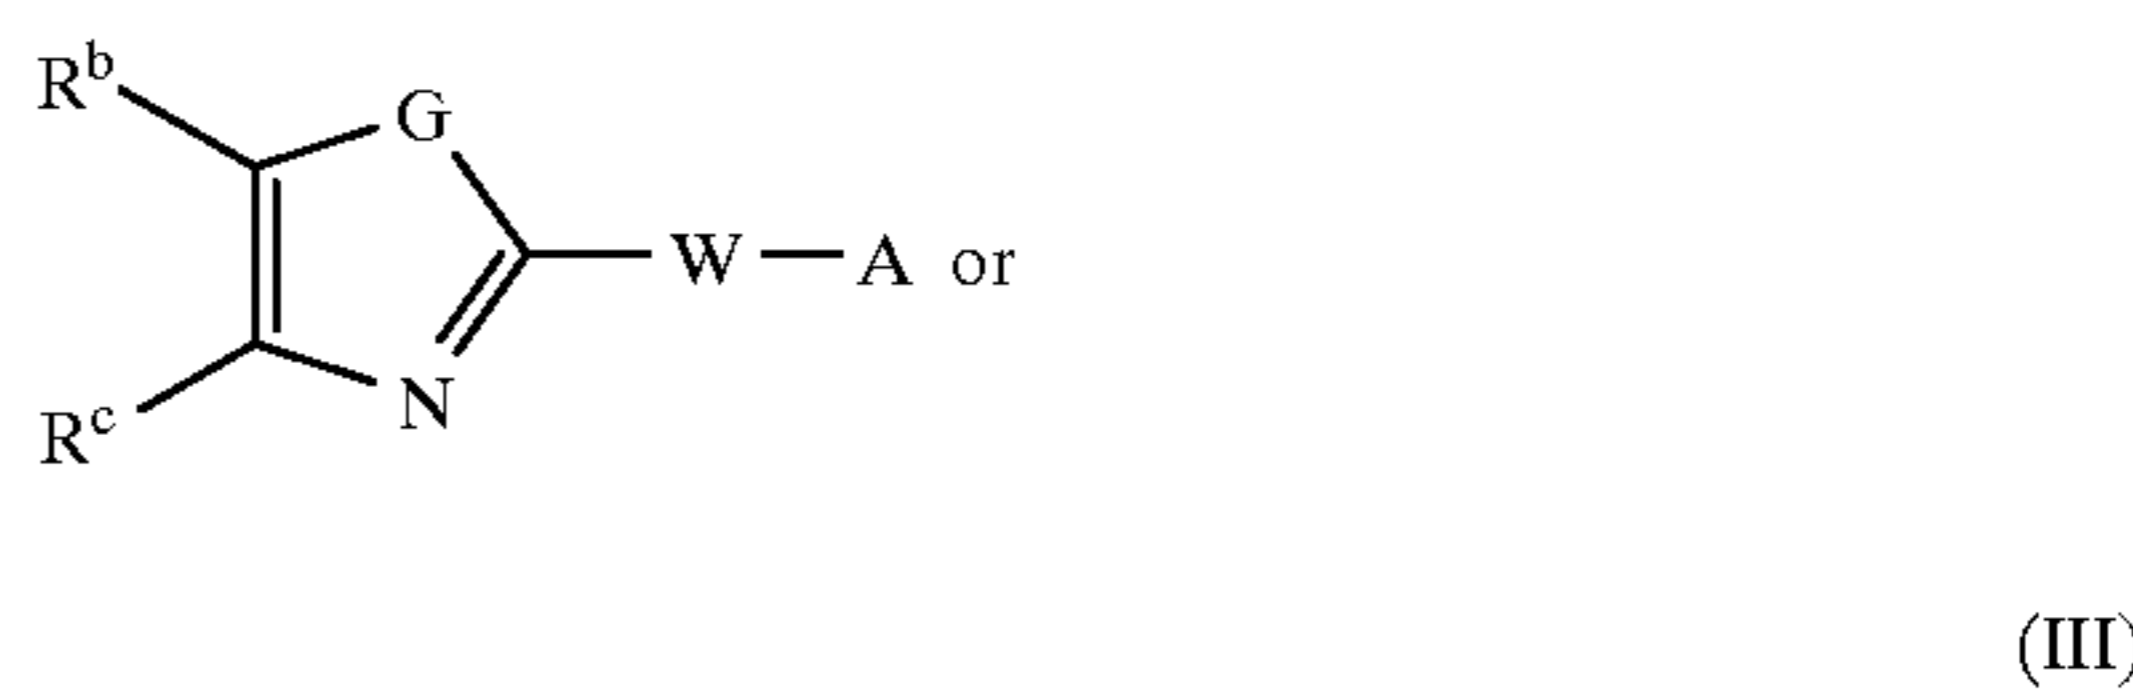 R^b
G
W—A or
N
R^c
(III)